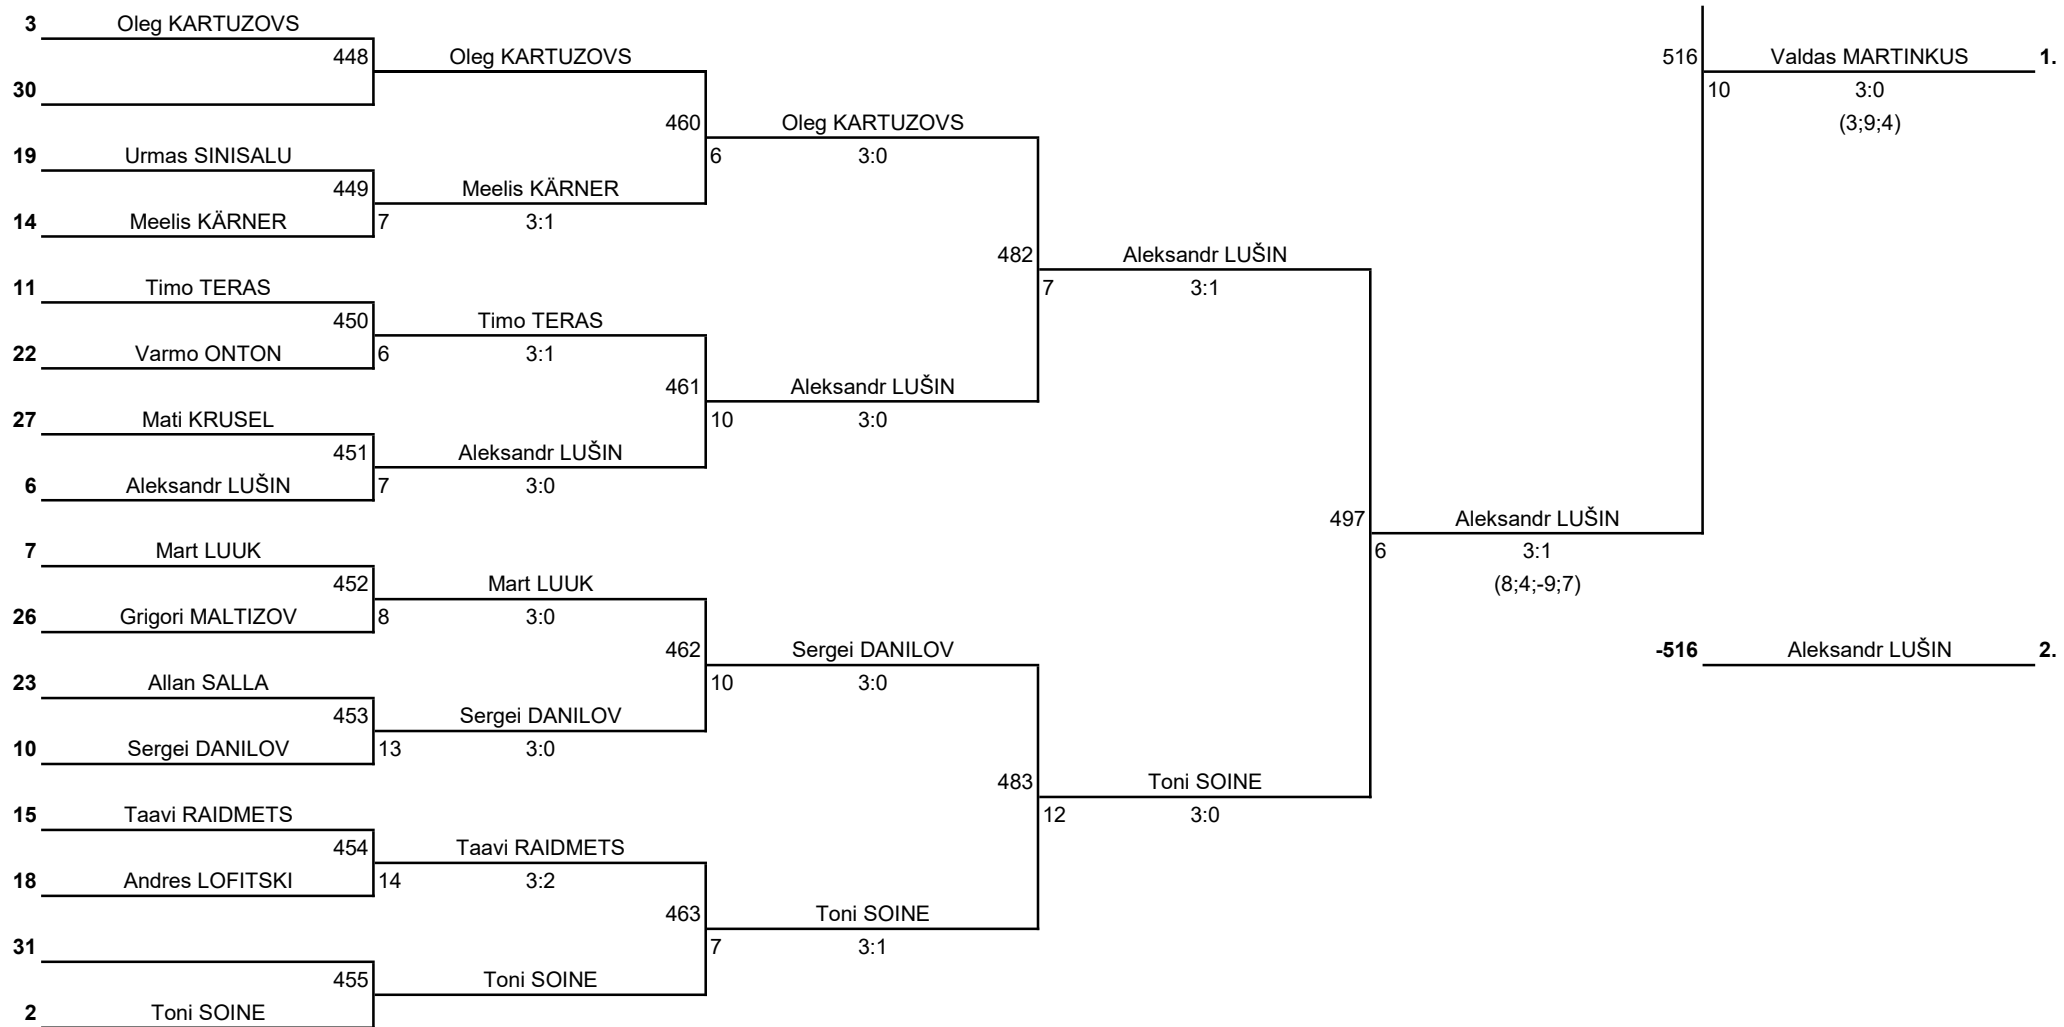 3 Oleg KARTUZOVS
448 Oleg KARTUZOVS 516 Valdas MARTINKUS 1.
30 10 3:0
460 Oleg KARTUZOVS (3;9;4)
19 Urmas SINISALU 6 3:0
449 Meelis KÄRNER
14 Meelis KÄRNER 7 3:1
482 Aleksandr LUŠIN
11 Timo TERAS 7 3:1
450 Timo TERAS
22 Varmo ONTON 6 3:1
461 Aleksandr LUŠIN
27 Mati KRUSEL 10 3:0
451 Aleksandr LUŠIN
6 Aleksandr LUŠIN 7 3:0
497 Aleksandr LUŠIN
7 Mart LUUK 6 3:1
452 Mart LUUK (8;4;-9;7)
26 Grigori MALTIZOV 8 3:0
462 Sergei DANILOV -516 Aleksandr LUŠIN 2.
23 Allan SALLA 10 3:0
453 Sergei DANILOV
10 Sergei DANILOV 13 3:0
483 Toni SOINE
15 Taavi RAIDMETS 12 3:0
454 Taavi RAIDMETS
18 Andres LOFITSKI 14 3:2
463 Toni SOINE
31 7 3:1
455 Toni SOINE
2 Toni SOINE